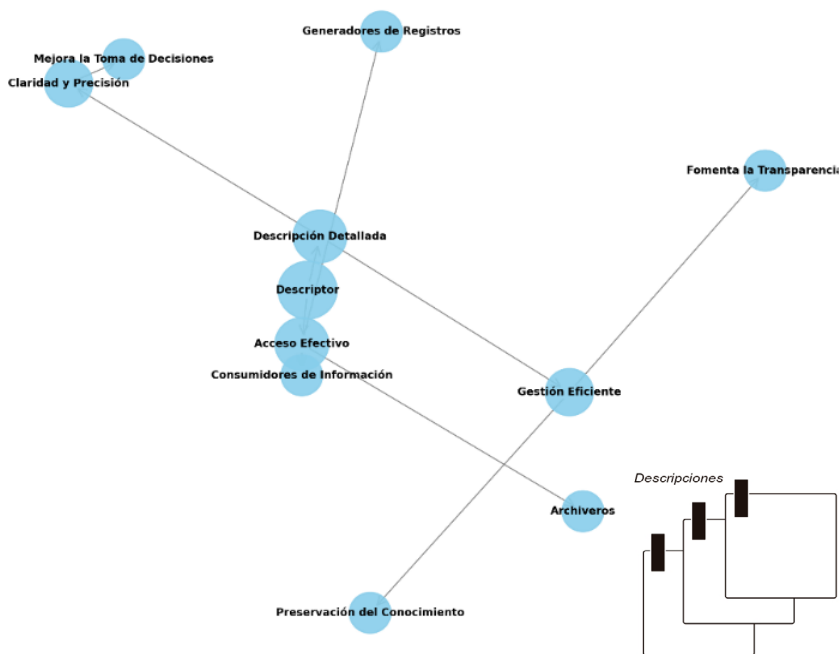 Generadores de Registros
Mejora la Toma de Decisiones
Claridad y Precisión
Fomenta la Transparencia
Descripción Detallada
Descriptor
Acceso Efectivo
Consumidores de Información
Gestión Eficiente
Descripciones
Archiveros
Preservación del Conocimiento